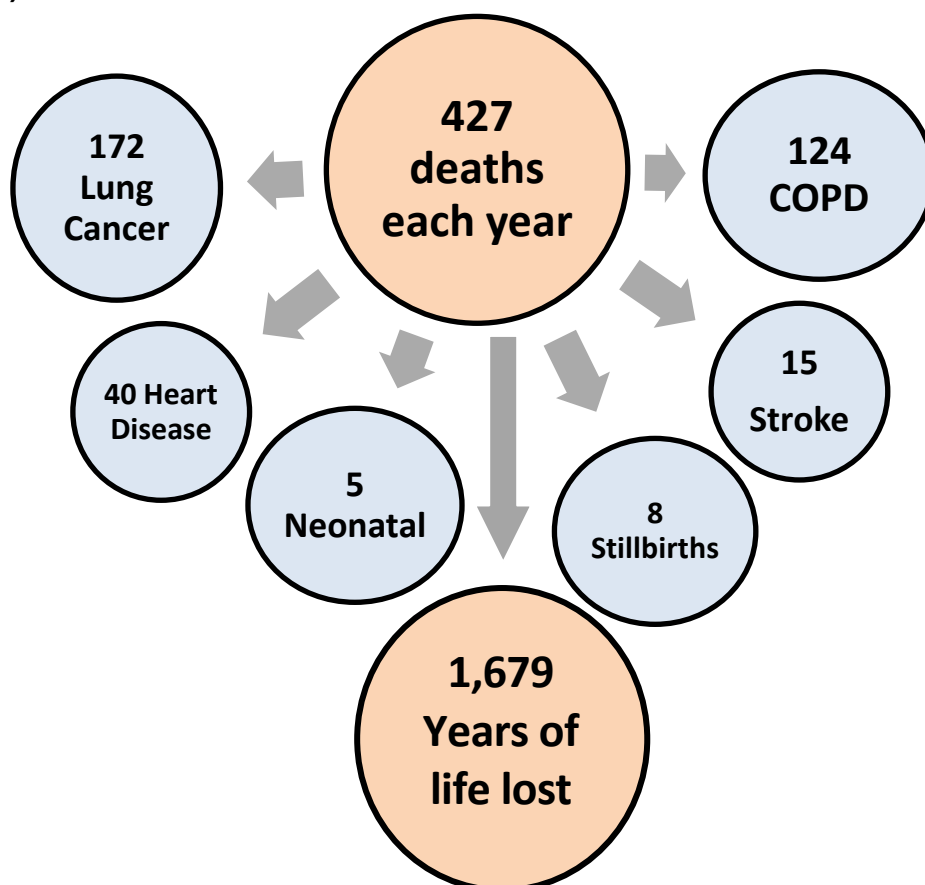 427
deaths
each year
172
Lung
Cancer
124
COPD
40 Heart
Disease
15
Stroke
5
Neonatal
8
Stillbirths
1,679
Years of
life lost